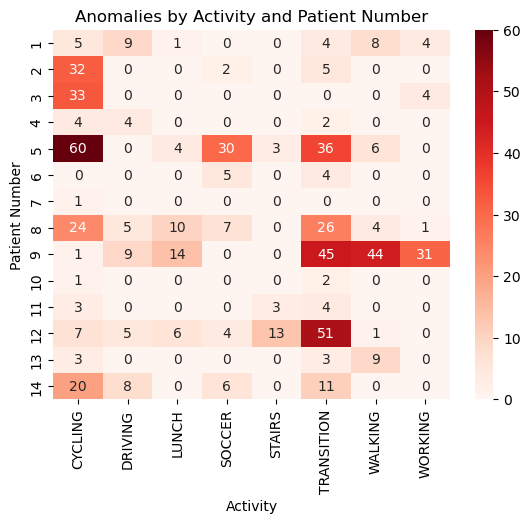 Anomalies by Activity and Patient Number
Patient Number
1 5 9 1 0 0 4 8 4
2 32 0 0 2 0 5 0 0
3 33 0 0 0 0 0 0 4
4 4 4 0 0 0 2 0 0
5 60 0 4 30 3 36 6 0
6 0 0 0 5 0 4 0 0
7 1 0 0 0 0 0 0 0
8 24 5 10 7 0 26 4 1
9 1 9 14 0 0 45 44 31
10 1 0 0 0 0 2 0 0
11 3 0 0 0 3 4 0 0
12 7 5 6 4 13 51 1 0
13 3 0 0 0 0 3 9 0
14 20 8 0 6 0 11 0 0
CYCLING DRIVING LUNCH SOCCER STAIRS TRANSITION WALKING WORKING
Activity
60
50
40
30
20
10
0